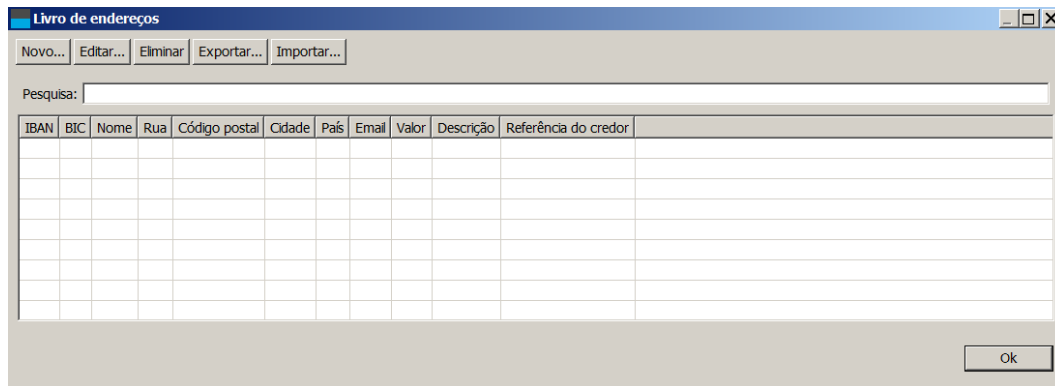 Livro de endereços
Novo... Editar... Eliminar Exportar... Importar...
Pesquisa:
IBAN BIC Nome Rua Código postal Cidade País Email Valor Descrição Referência do credor
Ok